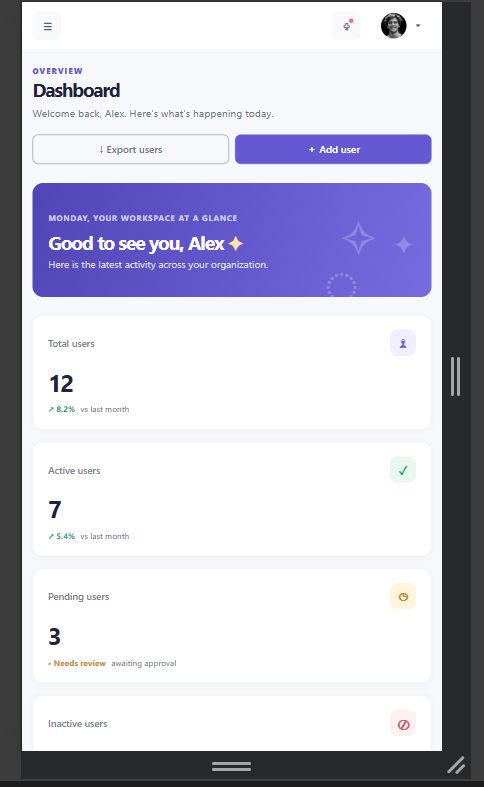 OVERVIEW
Dashboard
Welcome back, Alex. Here's what's happening today.
↓ Export users
+ Add user
MONDAY, YOUR WORKSPACE AT A GLANCE
Good to see you, Alex ✦
Here is the latest activity across your organization.
Total users
12
↗ 8.2% vs last month
Active users
7
↗ 5.4% vs last month
Pending users
3
• Needs review awaiting approval
Inactive users